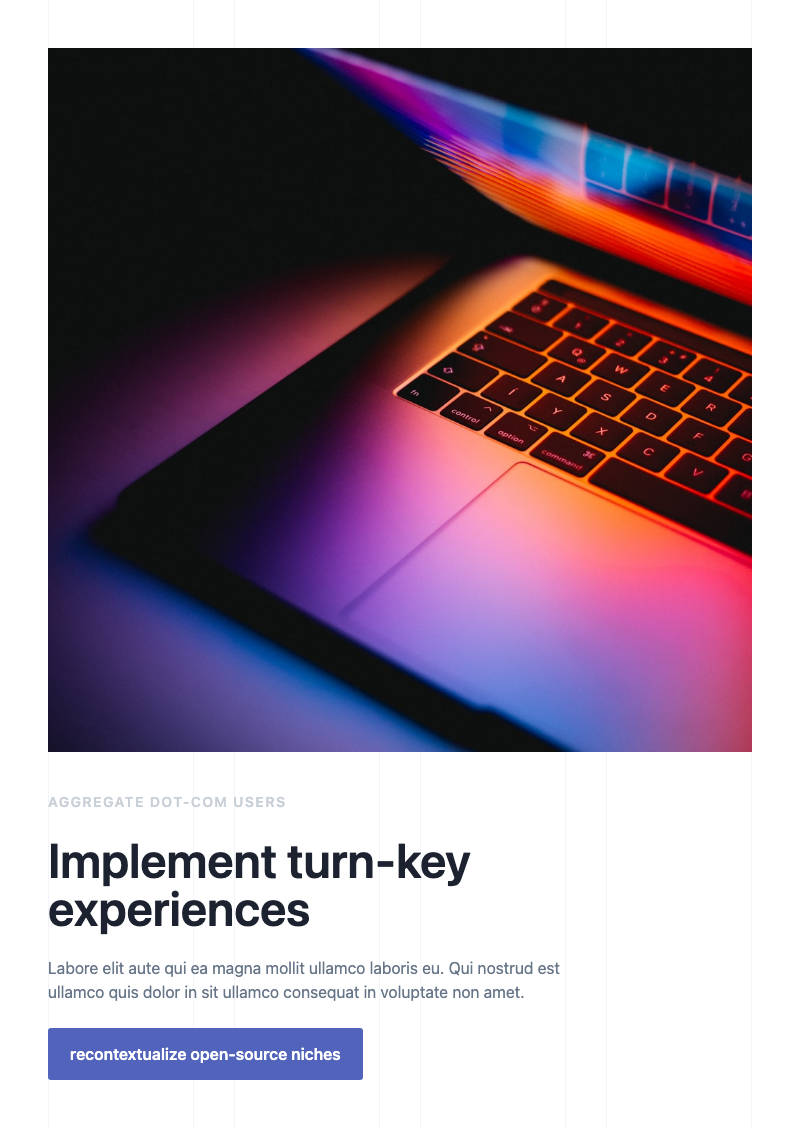 Q W E R
A S D F G
fn control option command
Y X C V
AGGREGATE DOT-COM USERS
Implement turn-key
experiences
Labore elit aute qui ea magna mollit ullamco laboris eu. Qui nostrud est
ullamco quis dolor in sit ullamco consequat in voluptate non amet.
recontextualize open-source niches